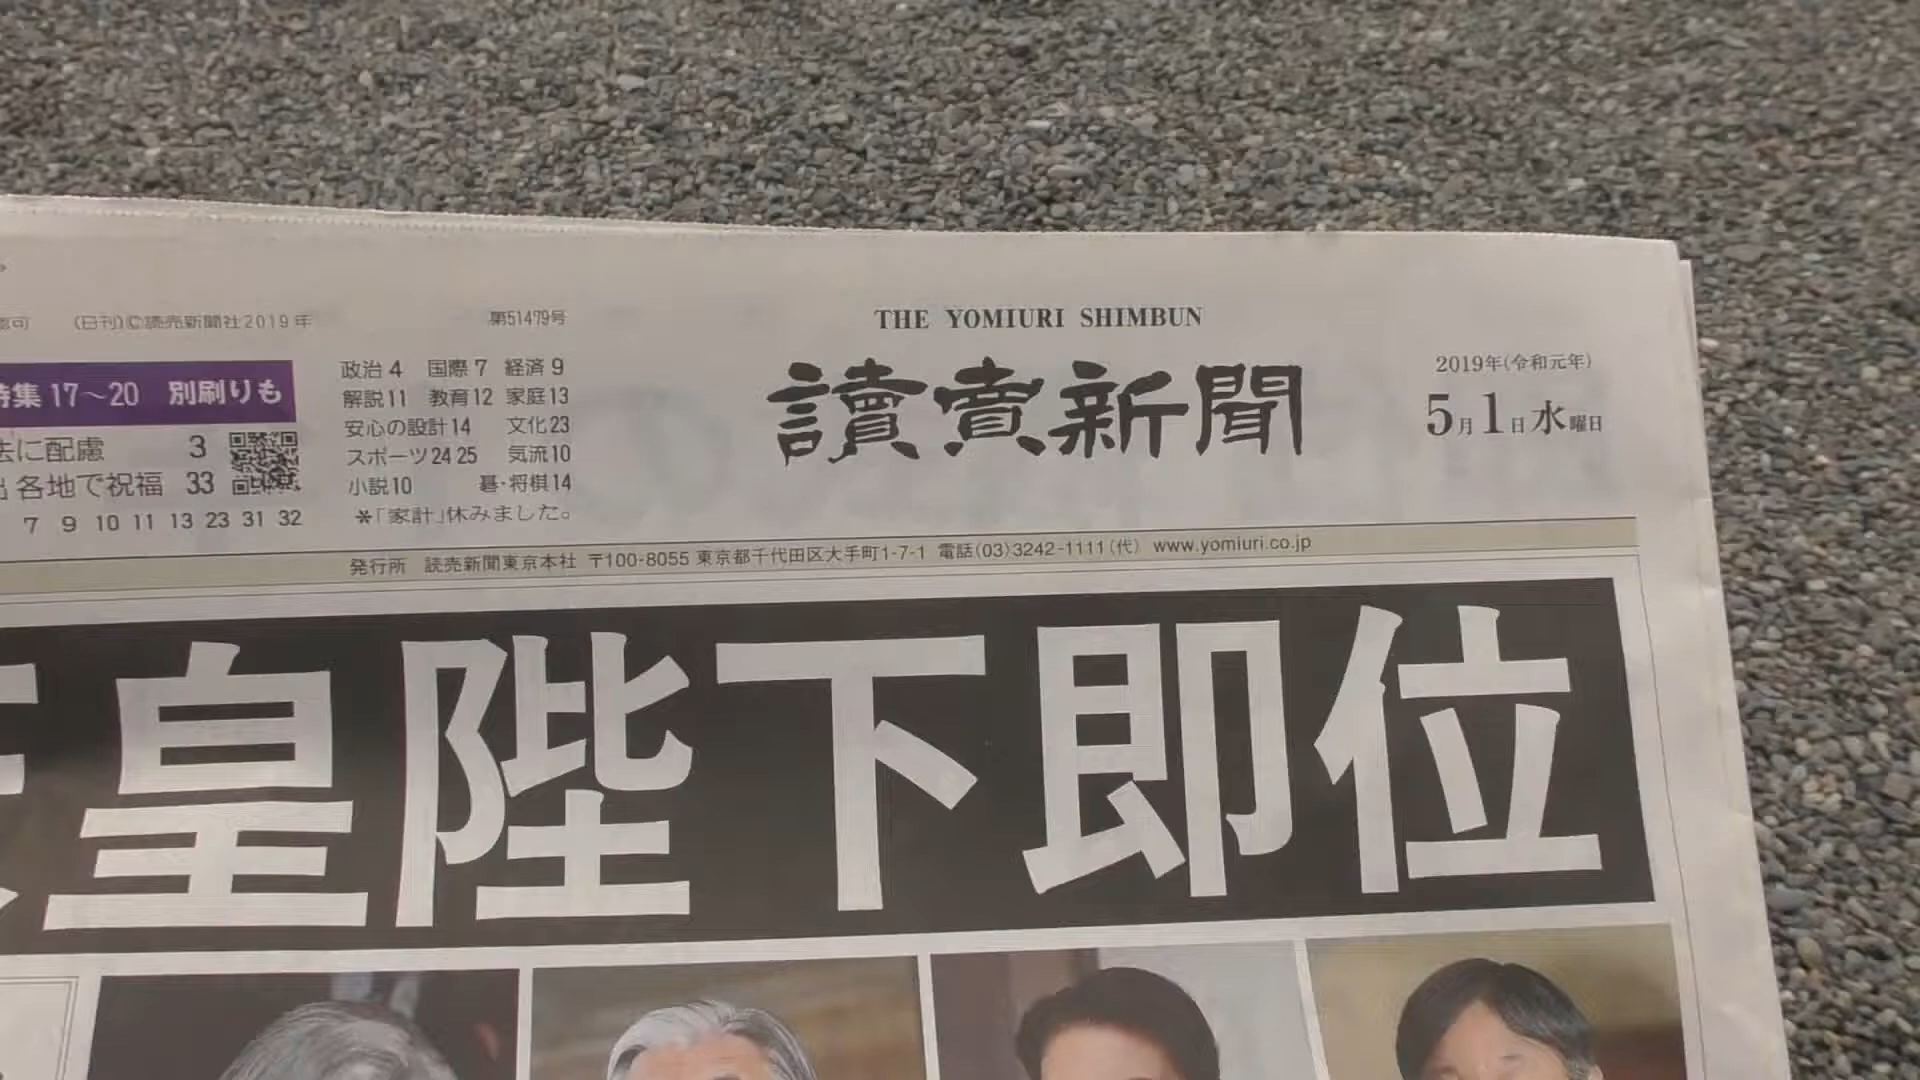 THE YOMIURI SHIMBUN
讀賣新聞
2019年(令和元年)
5月1日水曜日
(日刊)©読売新聞社2019年
第51479号
特集17～20 別刷りも
法に配慮 3
各地で祝福 33
7 9 10 11 13 23 31 32
政治4 国際7 経済9
解説11 教育12 家庭13
安心の設計14 文化23
スポーツ24 25 気流10
小説10 碁・将棋14
＊「家計」休みました。
発行所 読売新聞東京本社 〒100-8055 東京都千代田区大手町1-7-1 電話(03)3242-1111(代) www.yomiuri.co.jp
皇陛下即位